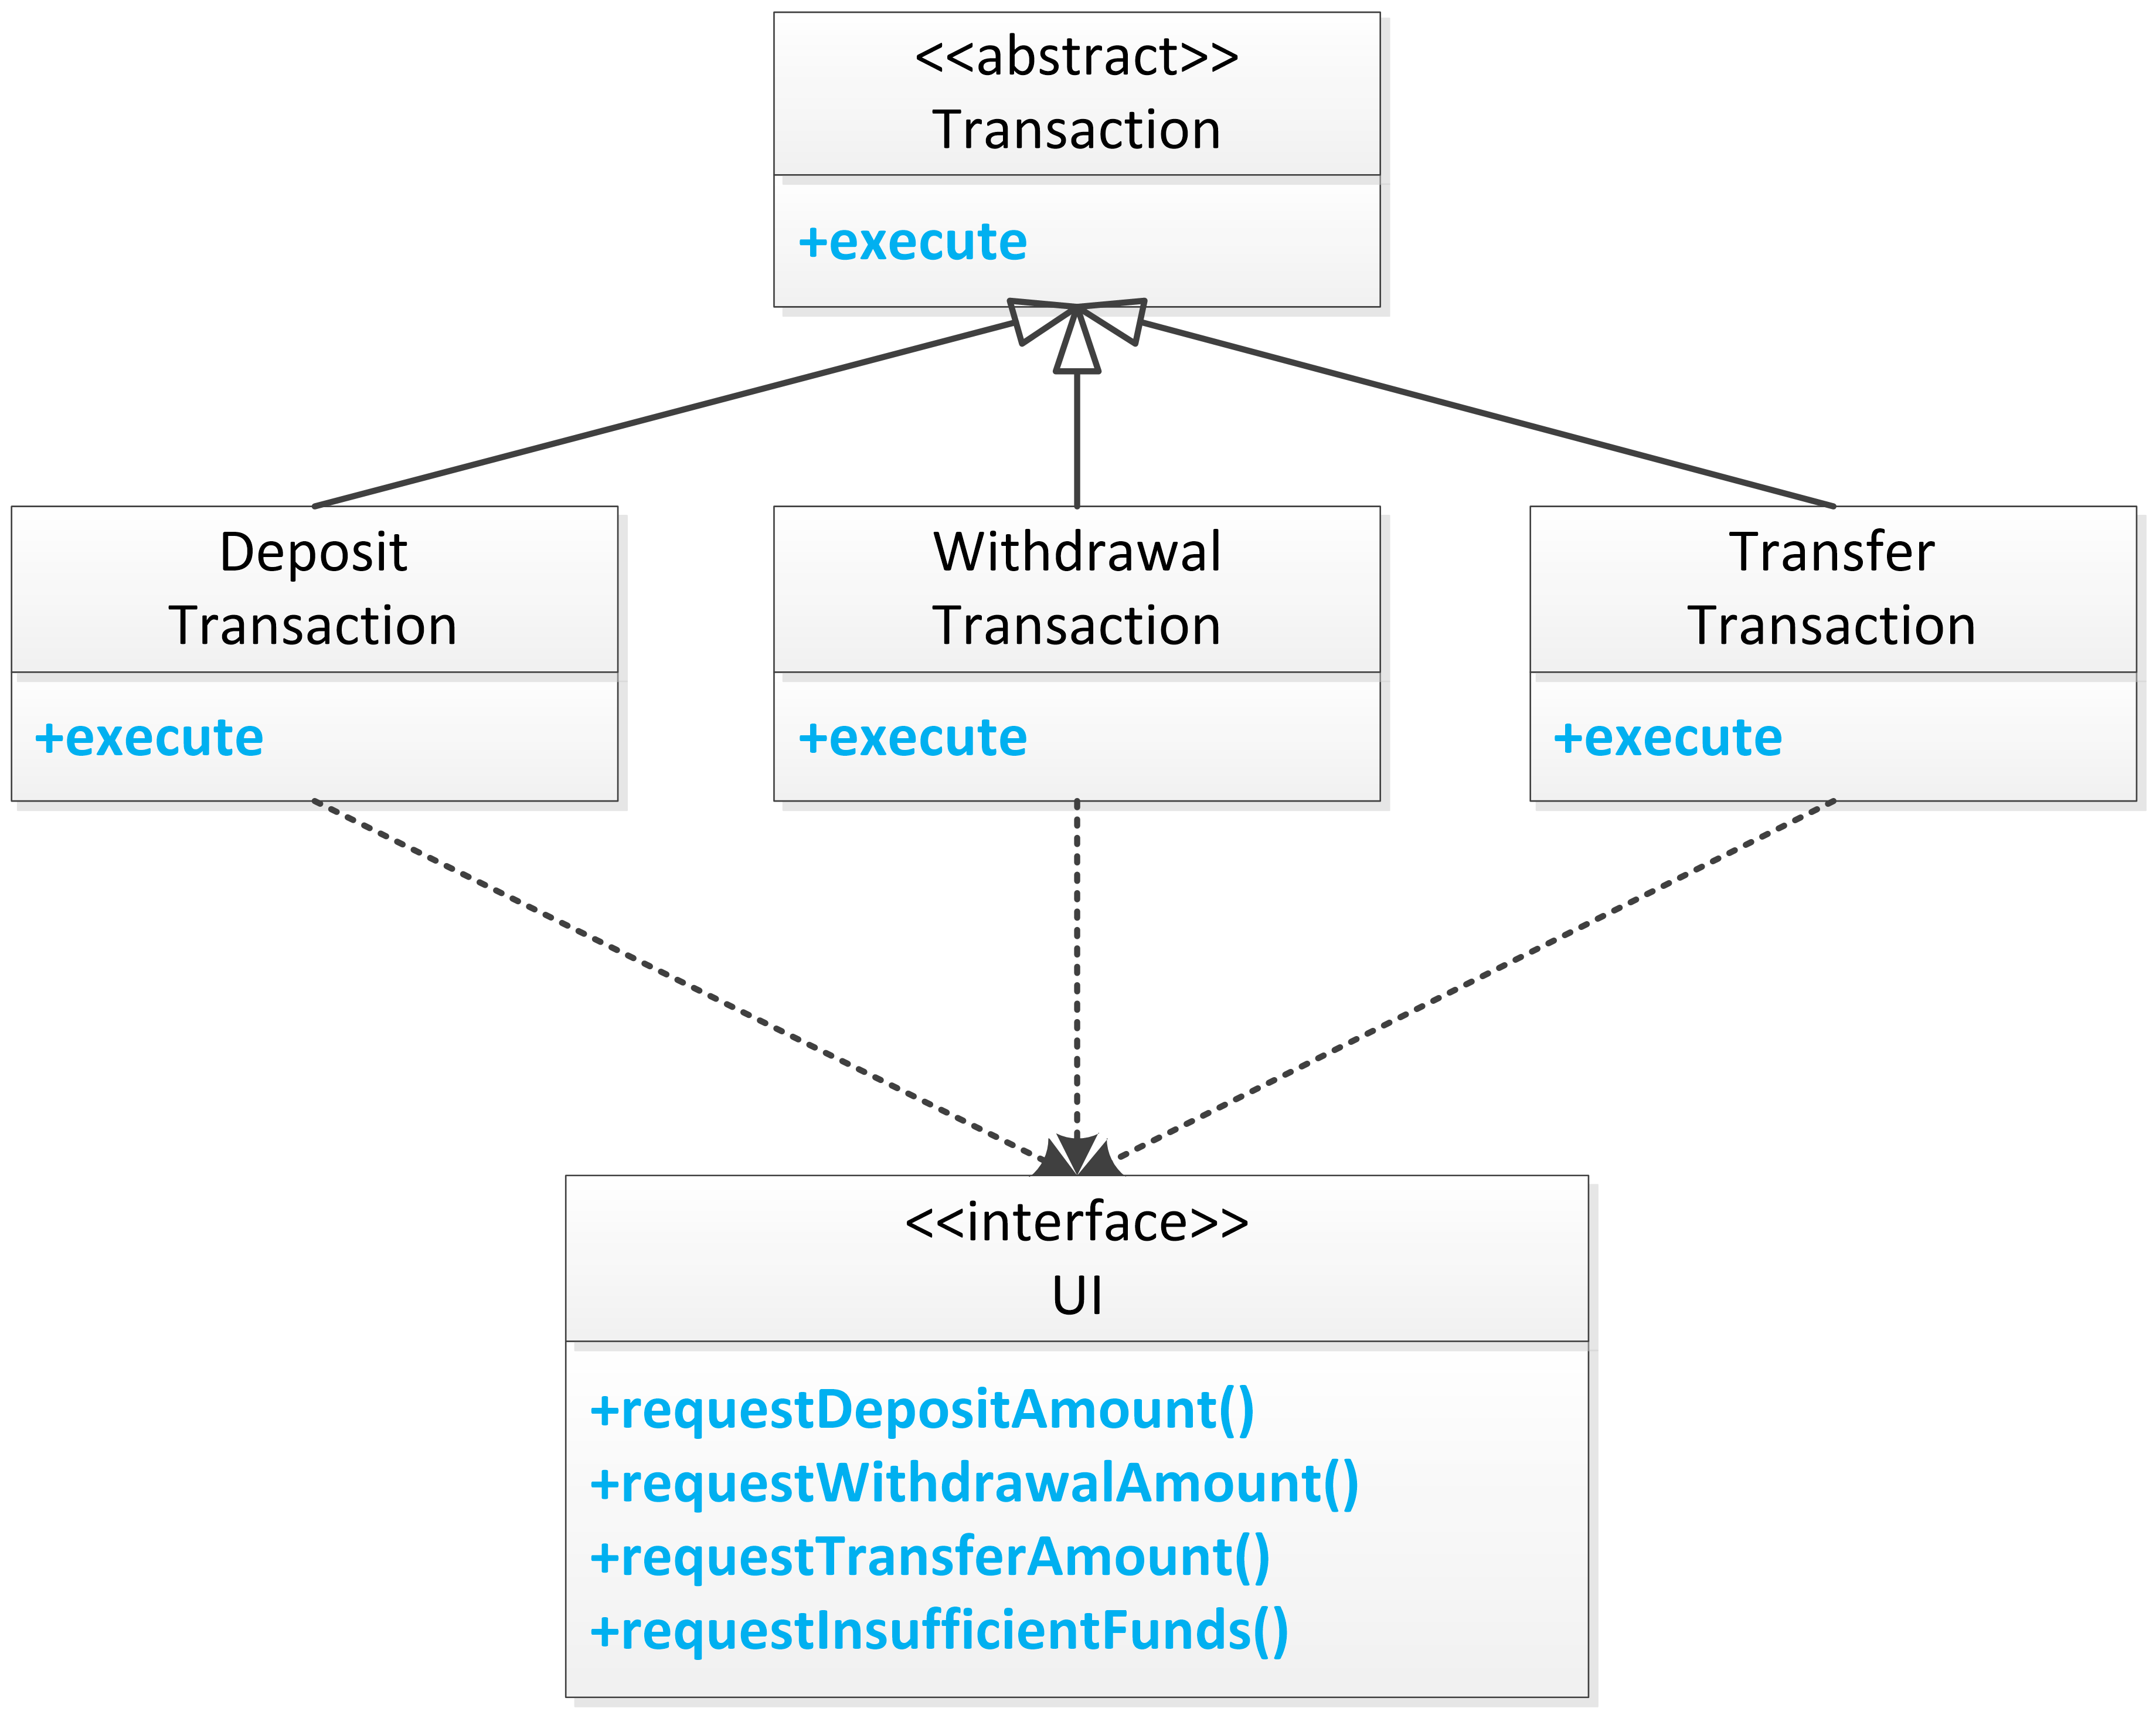 <<abstract>>
Transaction
+execute
Deposit
Transaction
+execute
Withdrawal
Transaction
+execute
Transfer
Transaction
+execute
<<interface>>
UI
+requestDepositAmount()
+requestWithdrawalAmount()
+requestTransferAmount()
+requestInsufficientFunds()